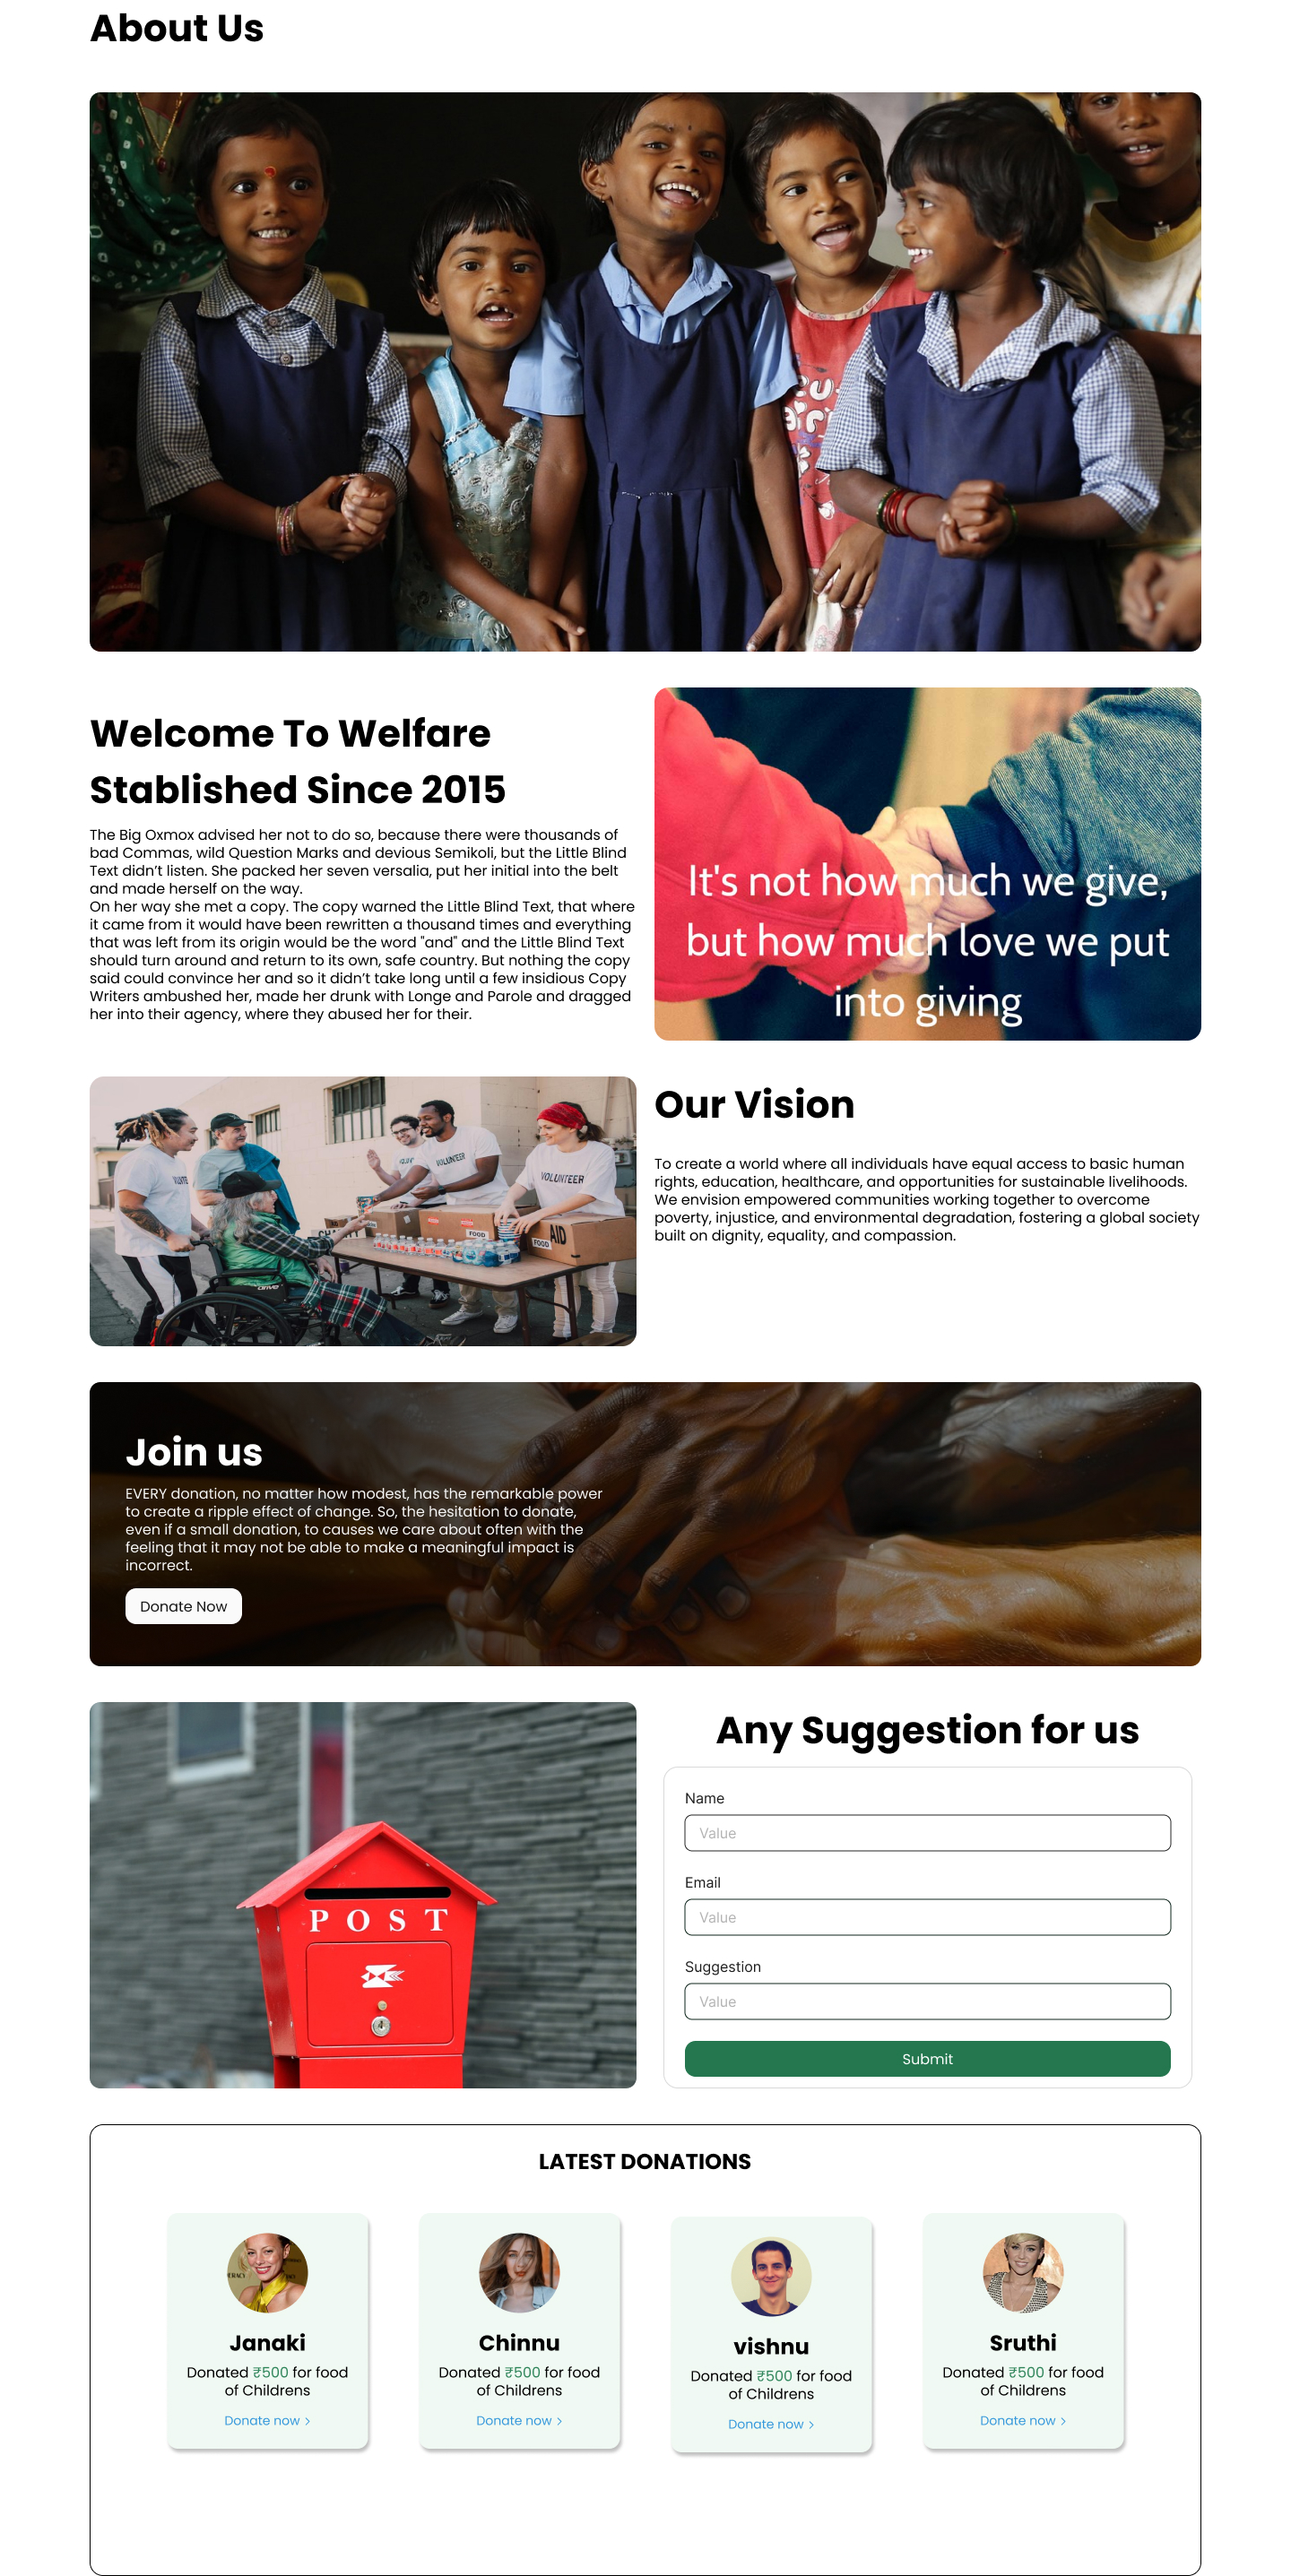 About Us
Welcome To Welfare
Stablished Since 2015
The Big Oxmox advised her not to do so, because there were thousands of
bad Commas, wild Question Marks and devious Semikoli, but the Little Blind
Text didn’t listen. She packed her seven versalia, put her initial into the belt
and made herself on the way.
On her way she met a copy. The copy warned the Little Blind Text, that where
it came from it would have been rewritten a thousand times and everything
that was left from its origin would be the word "and" and the Little Blind Text
should turn around and return to its own, safe country. But nothing the copy
said could convince her and so it didn’t take long until a few insidious Copy
Writers ambushed her, made her drunk with Longe and Parole and dragged
her into their agency, where they abused her for their.
It's not how much we give,
but how much love we put
into giving
VOLUNTEER
VOLUNTEER
FOOD
FOOD
AID
Our Vision
To create a world where all individuals have equal access to basic human
rights, education, healthcare, and opportunities for sustainable livelihoods.
We envision empowered communities working together to overcome
poverty, injustice, and environmental degradation, fostering a global society
built on dignity, equality, and compassion.
Join us
EVERY donation, no matter how modest, has the remarkable power
to create a ripple effect of change. So, the hesitation to donate,
even if a small donation, to causes we care about often with the
feeling that it may not be able to make a meaningful impact is
incorrect.
Donate Now
POST
Any Suggestion for us
Name
Value
Email
Value
Suggestion
Value
Submit
LATEST DONATIONS
Janaki
Donated ₹500 for food
of Childrens
Donate now >
Chinnu
Donated ₹500 for food
of Childrens
Donate now >
vishnu
Donated ₹500 for food
of Childrens
Donate now >
Sruthi
Donated ₹500 for food
of Childrens
Donate now >